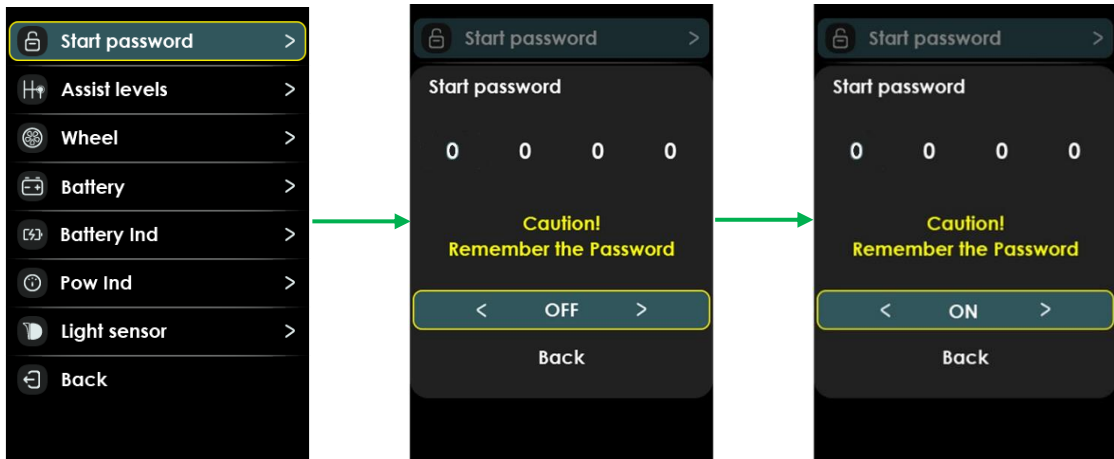 Start password >
Assist levels >
Wheel >
Battery >
Battery Ind >
Pow Ind >
Light sensor >
Back
Start password >
Start password
0 0 0 0
Caution!
Remember the Password
< OFF >
Back
Start password >
Start password
0 0 0 0
Caution!
Remember the Password
< ON >
Back